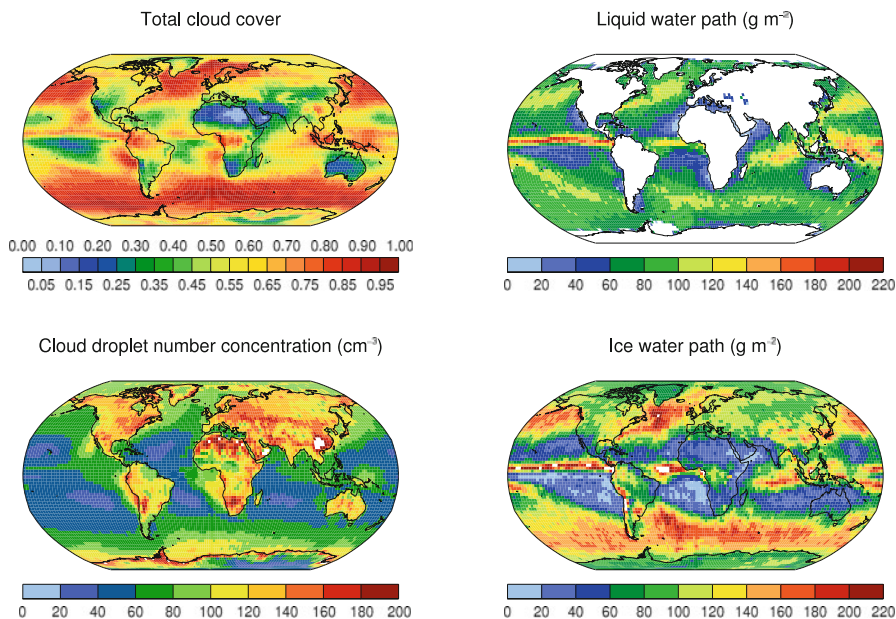 Total cloud cover
Liquid water path (g m⁻²)
0.00 0.10 0.20 0.30 0.40 0.50 0.60 0.70 0.80 0.90 1.00
0.05 0.15 0.25 0.35 0.45 0.55 0.65 0.75 0.85 0.95
0 20 40 60 80 100 120 140 160 180 200 220
Cloud droplet number concentration (cm⁻³)
Ice water path (g m⁻²)
0 20 40 60 80 100 120 140 160 180 200
0 20 40 60 80 100 120 140 160 180 200 220